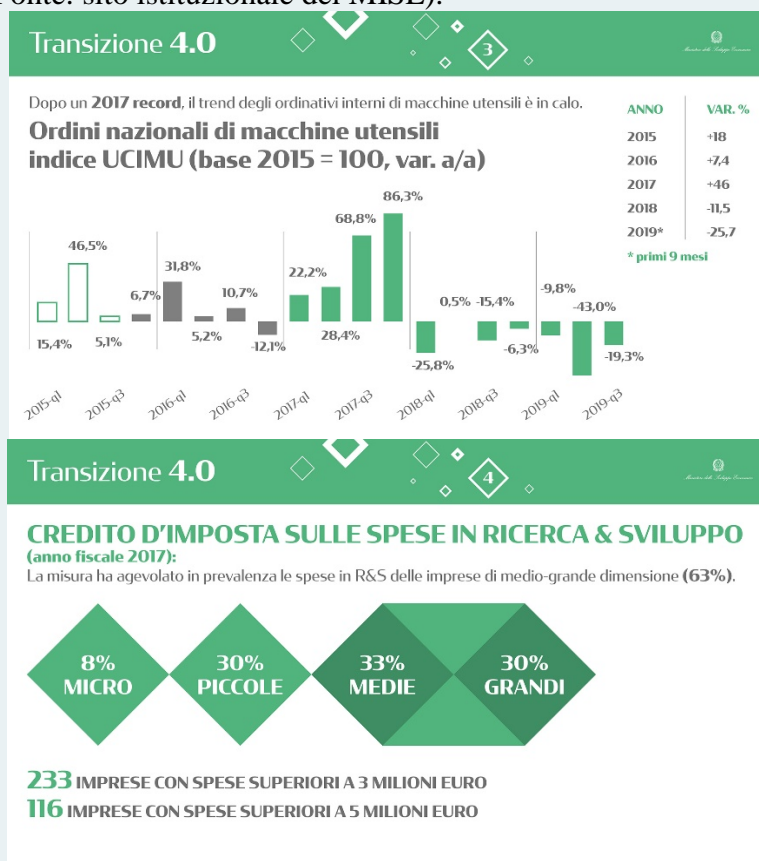 Fonte: sito istituzionale del MISE).
Transizione 4.0
3
Dopo un 2017 record, il trend degli ordinativi interni di macchine utensili è in calo.
Ordini nazionali di macchine utensili
indice UCIMU (base 2015 = 100, var. a/a)
ANNO VAR. %
2015 +18
2016 +7,4
2017 +46
2018 -11,5
2019* -25,7
* primi 9 mesi
15,4%
46,5%
5,1%
6,7%
31,8%
5,2%
10,7%
-12,1%
22,2%
28,4%
68,8%
86,3%
-25,8%
0,5%
-15,4%
-6,3%
-9,8%
-43,0%
-19,3%
2015-q1
2015-q3
2016-q1
2016-q3
2017-q1
2017-q3
2018-q1
2018-q3
2019-q1
2019-q3
Transizione 4.0
4
CREDITO D'IMPOSTA SULLE SPESE IN RICERCA & SVILUPPO
(anno fiscale 2017):
La misura ha agevolato in prevalenza le spese in R&S delle imprese di medio-grande dimensione (63%).
8%
MICRO
30%
PICCOLE
33%
MEDIE
30%
GRANDI
233 IMPRESE CON SPESE SUPERIORI A 3 MILIONI EURO
116 IMPRESE CON SPESE SUPERIORI A 5 MILIONI EURO